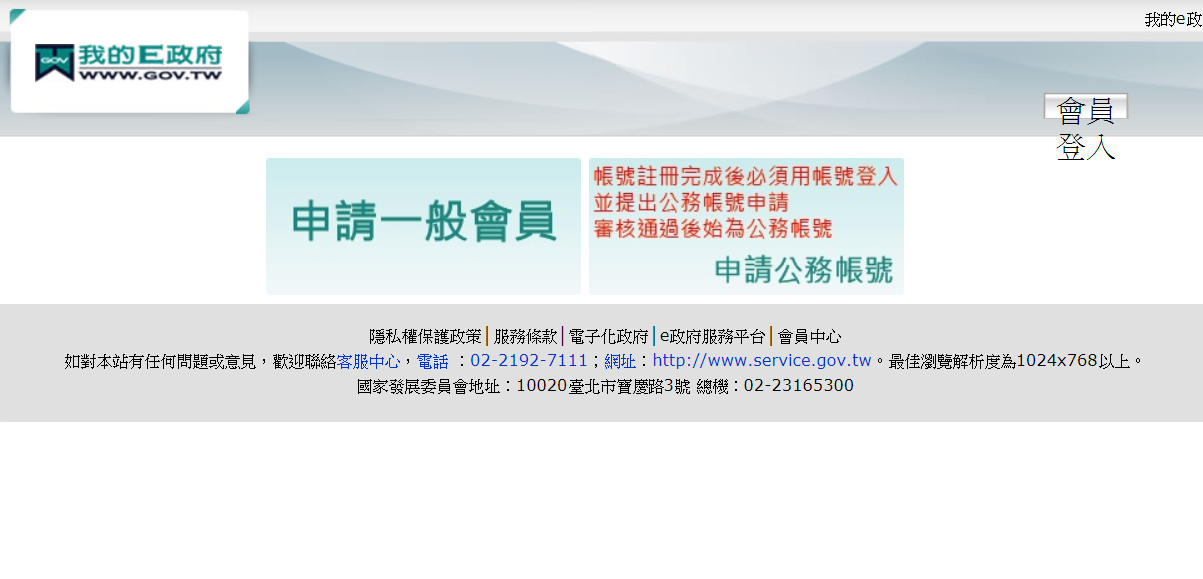 我的e政
GOV 我的E政府
WWW.GOV.TW
會員
登入
申請一般會員
帳號註冊完成後必須用帳號登入
並提出公務帳號申請
審核通過後始為公務帳號
申請公務帳號
隱私權保護政策│服務條款│電子化政府│e政府服務平台│會員中心
如對本站有任何問題或意見，歡迎聯絡客服中心，電話 ：02-2192-7111；網址：http://www.service.gov.tw。最佳瀏覽解析度為1024x768以上。
國家發展委員會地址：10020臺北市寶慶路3號 總機：02-23165300